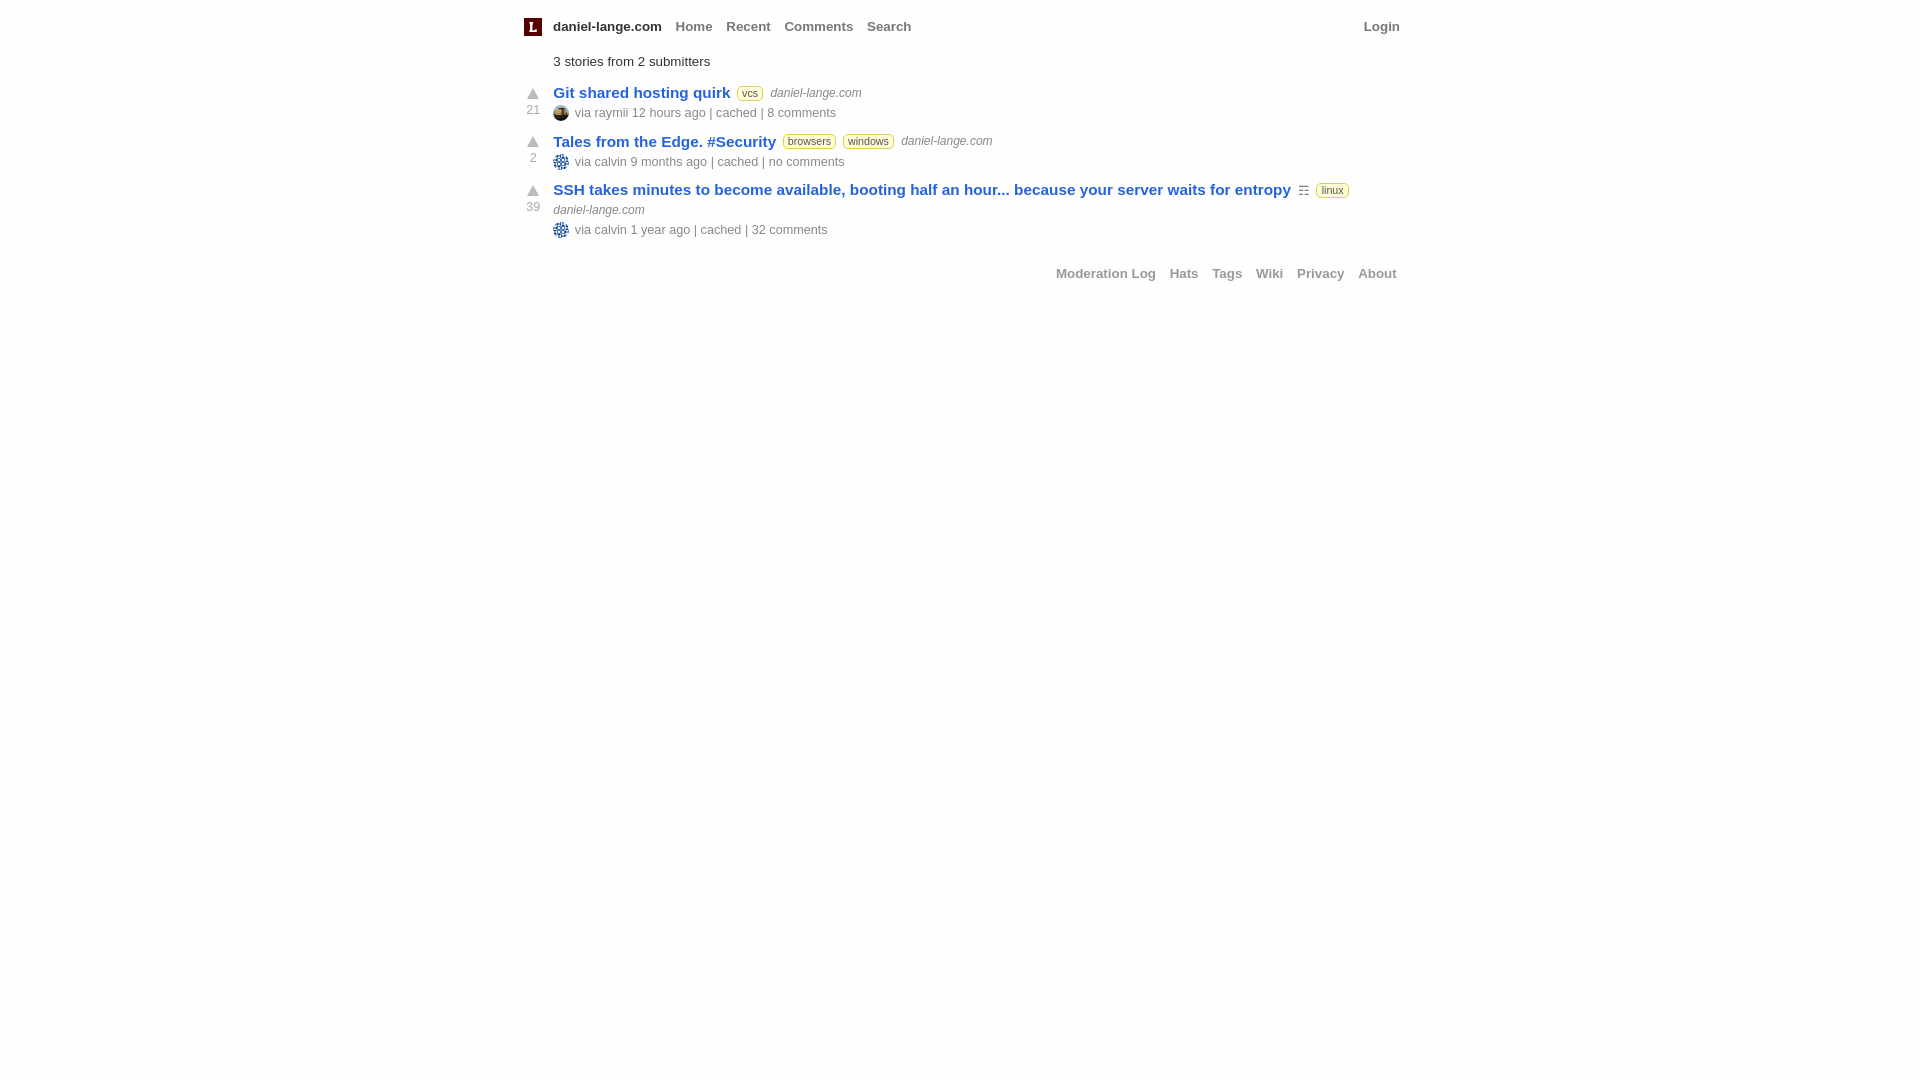 L daniel-lange.com Home Recent Comments Search Login
3 stories from 2 submitters
Git shared hosting quirk vcs daniel-lange.com
21
via raymii 12 hours ago | cached | 8 comments
Tales from the Edge. #Security browsers windows daniel-lange.com
2
via calvin 9 months ago | cached | no comments
SSH takes minutes to become available, booting half an hour... because your server waits for entropy ☶ linux
39
daniel-lange.com
via calvin 1 year ago | cached | 32 comments
Moderation Log Hats Tags Wiki Privacy About